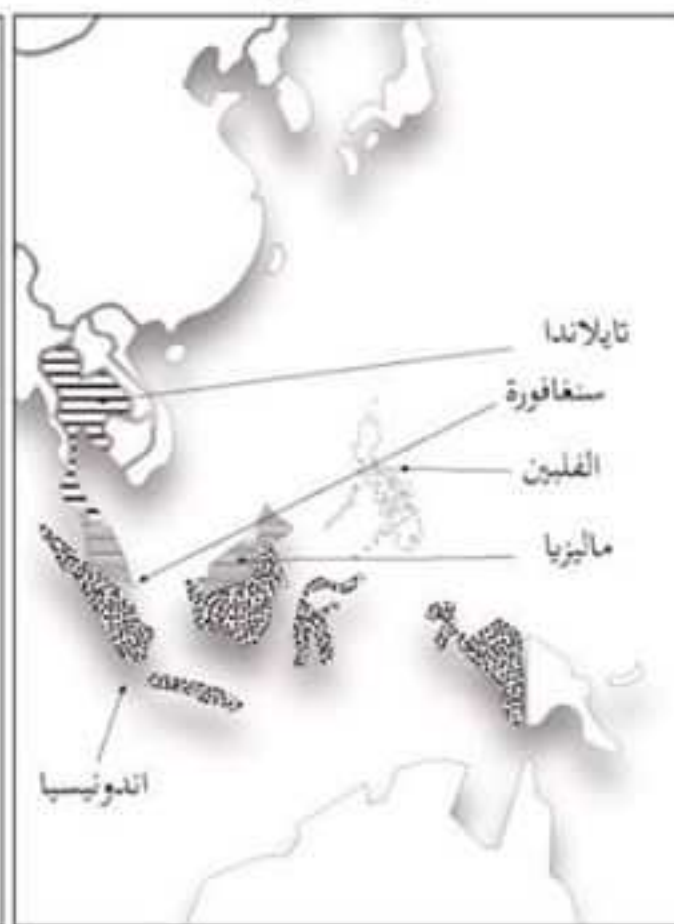 تايلاندا
سنغافورة
الفلبين
ماليزيا
اندونيسيا